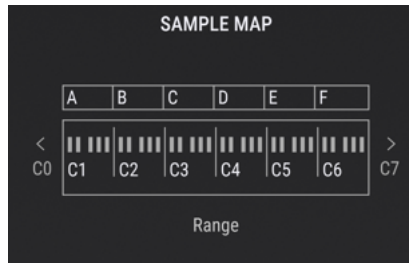 SAMPLE MAP
A B C D E F
< >
C0 C1 C2 C3 C4 C5 C6 C7
Range